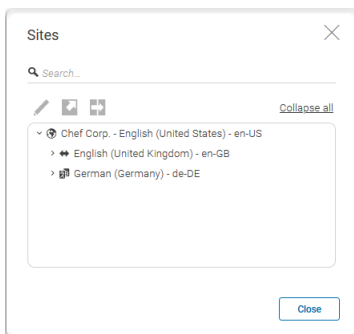 Sites
Search...
Collapse all
Chef Corp. - English (United States) - en-US
English (United Kingdom) - en-GB
German (Germany) - de-DE
Close